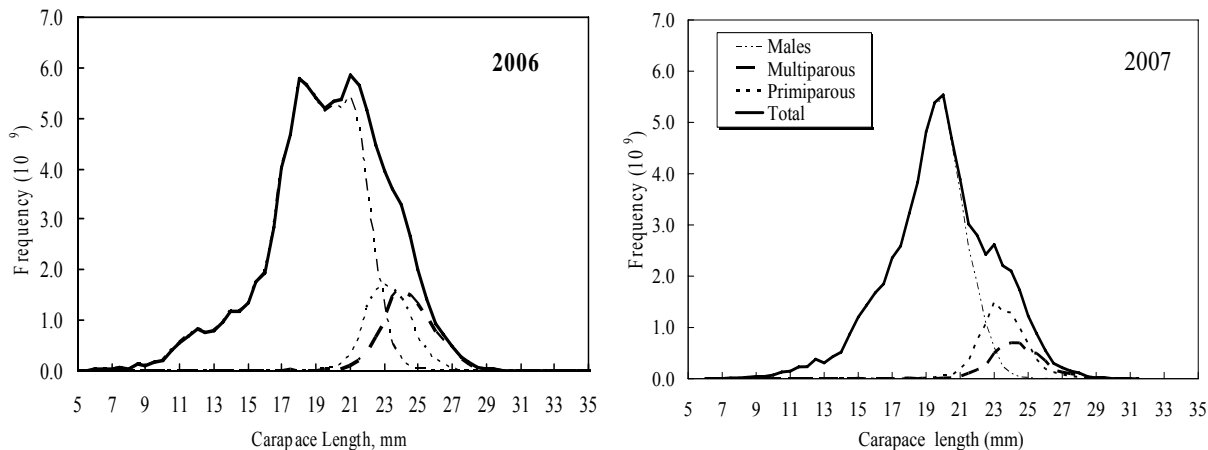 7.0
6.0
5.0
4.0
3.0
2.0
1.0
0.0
Frequency (10 9)
2006
5 7 9 11 13 15 17 19 21 23 25 27 29 31 33 35
Carapace Length, mm
7.0
6.0
5.0
4.0
3.0
2.0
1.0
0.0
Frequency (10 9)
Males
Multiparous
Primiparous
Total
2007
5 7 9 11 13 15 17 19 21 23 25 27 29 31 33 35
Carapace length (mm)